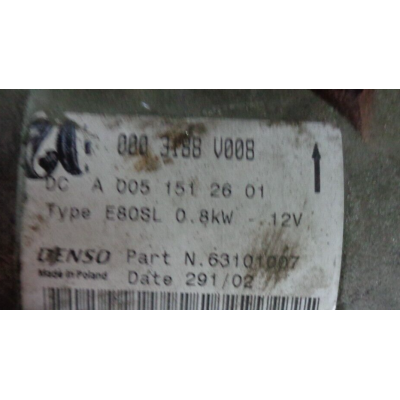 000 3188 V008
DC A 005 151 26 01
Type E80SL 0.8kW - 12V
DENSO Part N.63101007
Made in Poland Date 291/02